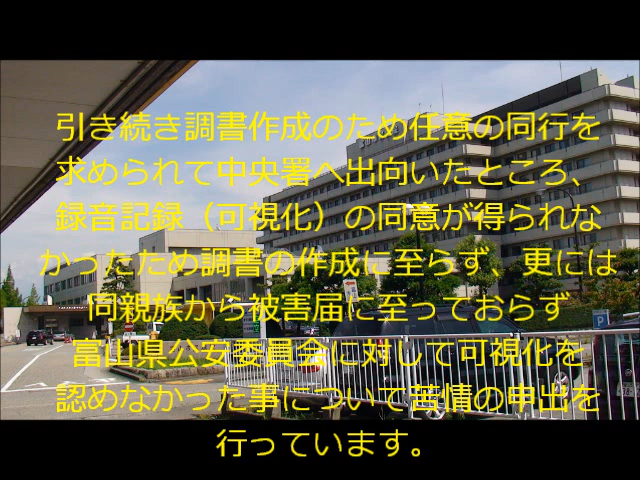 引き続き調書作成のため任意の同行を
求められて中央署へ出向いたところ、
録音記録（可視化）の同意が得られな
かったため調書の作成に至らず、更には
同親族から被害届に至っておらず
富山県公安委員会に対して可視化を
認めなかった事について苦情の申出を
行っています。